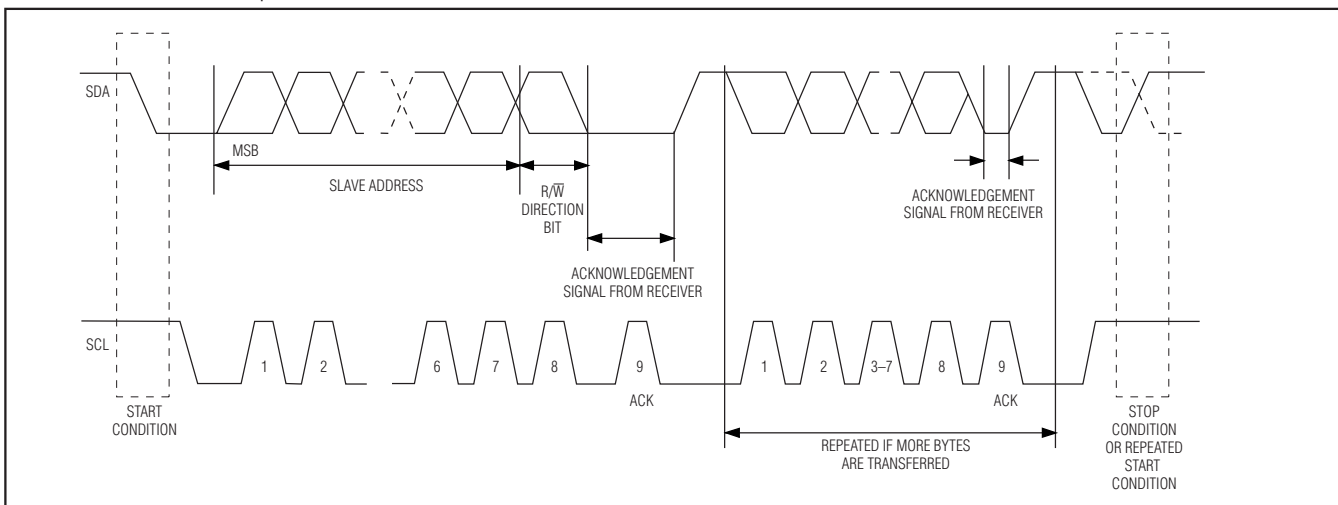 SDA
MSB
SLAVE ADDRESS
R/W̅
DIRECTION
BIT
ACKNOWLEDGEMENT
SIGNAL FROM RECEIVER
ACKNOWLEDGEMENT
SIGNAL FROM RECEIVER
SCL
1 2 6 7 8 9 1 2 3–7 8 9
ACK ACK
START
CONDITION
REPEATED IF MORE BYTES
ARE TRANSFERRED
STOP
CONDITION
OR REPEATED
START
CONDITION